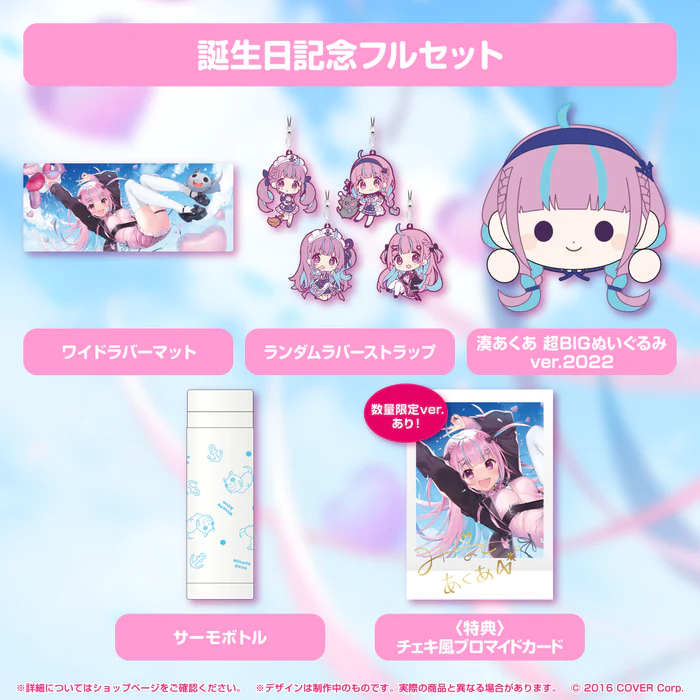 誕生日記念フルセット
ワイドラバーマット
ランダムラバーストラップ
湊あくあ 超BIGぬいぐるみ
ver.2022
数量限定ver.
あり!
みなと
あくあ
サーモボトル
〈特典〉
チェキ風ブロマイドカード
※詳細についてはショップページをご確認ください。 ※デザインは制作中のものです。実際の商品と異なる場合があります。 © 2016 COVER Corp.